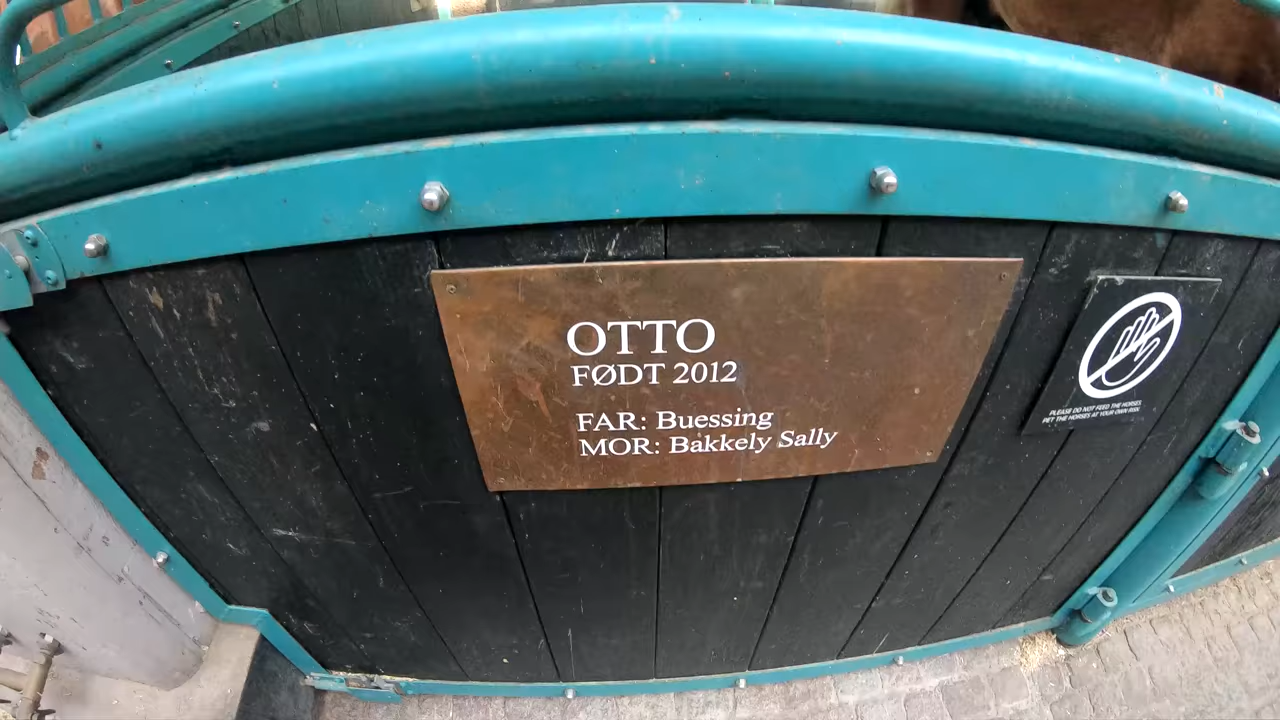 OTTO
FØDT 2012
FAR: Buessing
MOR: Bakkely Sally
PLEASE DO NOT FEED THE HORSES.
PET THE HORSES AT YOUR OWN RISK.